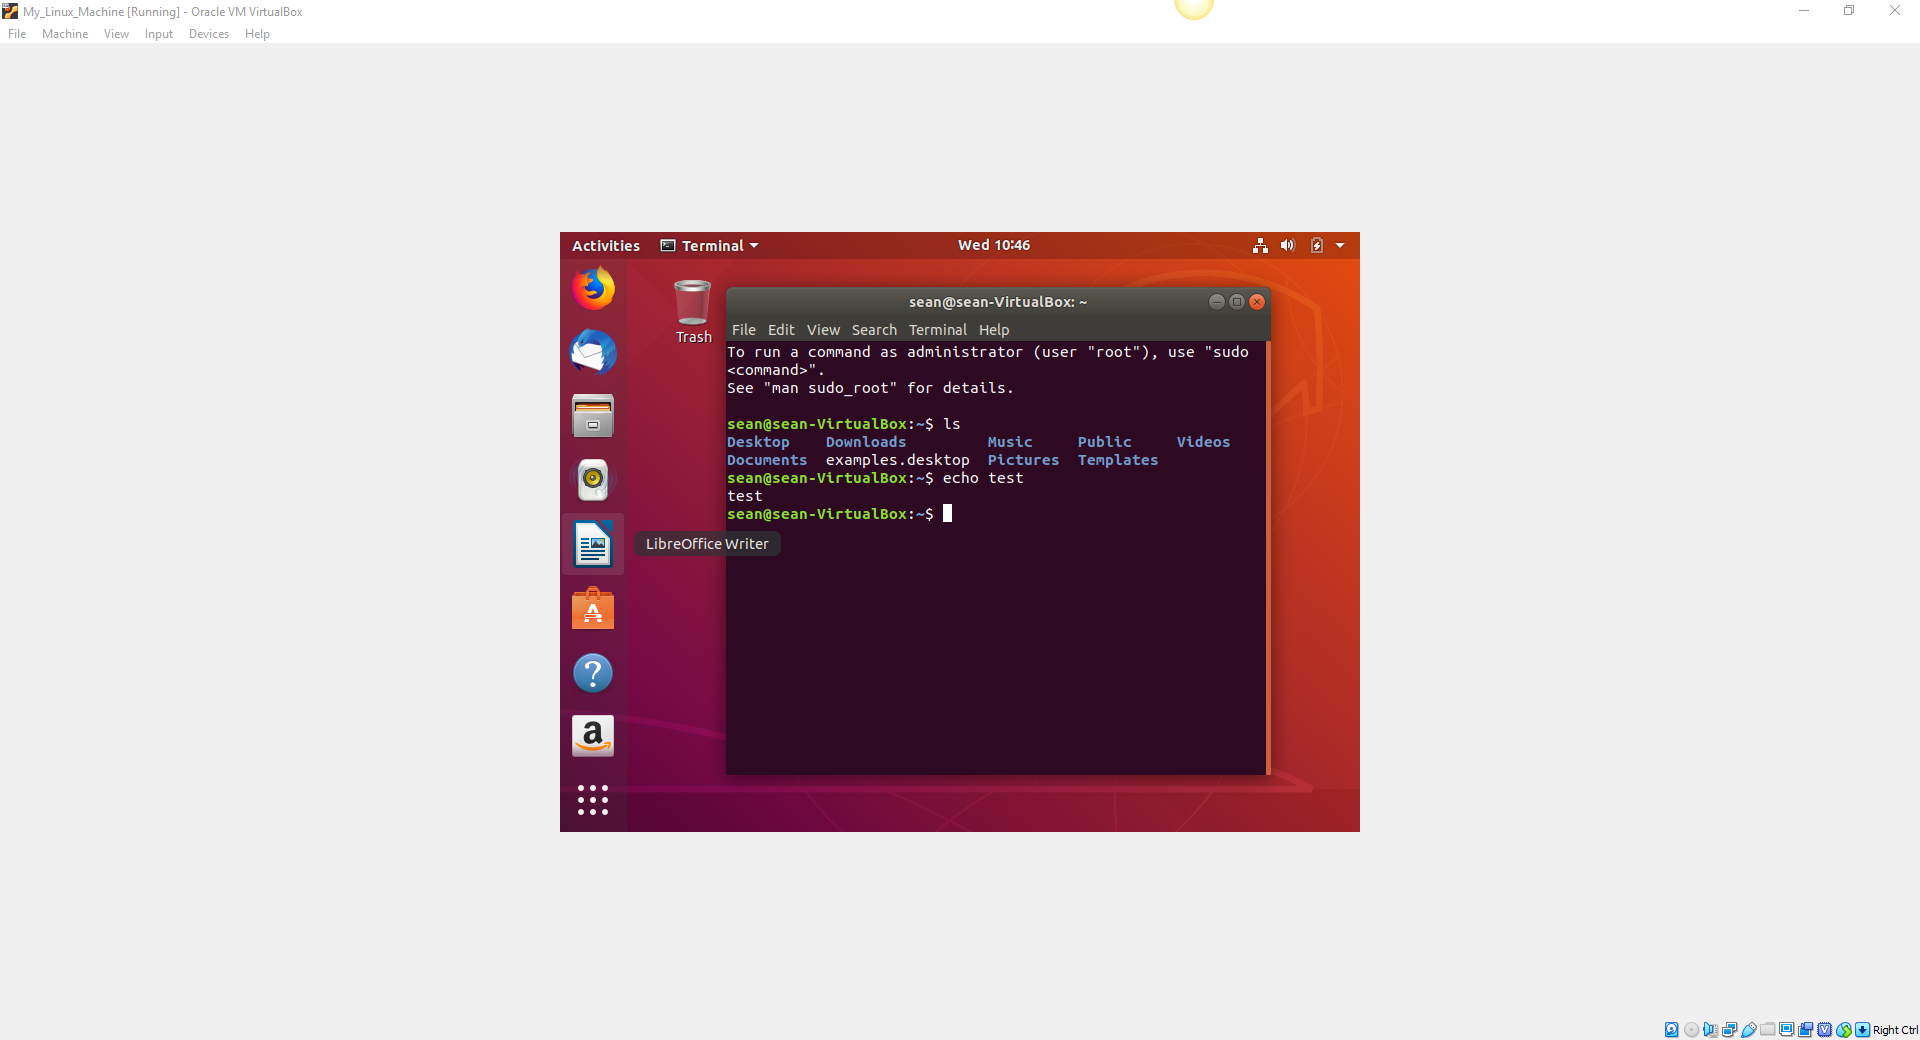 My_Linux_Machine [Running] - Oracle VM VirtualBox
File Machine View Input Devices Help
Activities Terminal Wed 10:46
Trash
sean@sean-VirtualBox: ~
File Edit View Search Terminal Help
To run a command as administrator (user "root"), use "sudo
<command>".
See "man sudo_root" for details.
sean@sean-VirtualBox:~$ ls
Desktop Downloads Music Public Videos
Documents examples.desktop Pictures Templates
sean@sean-VirtualBox:~$ echo test
test
sean@sean-VirtualBox:~$
LibreOffice Writer
Right Ctrl